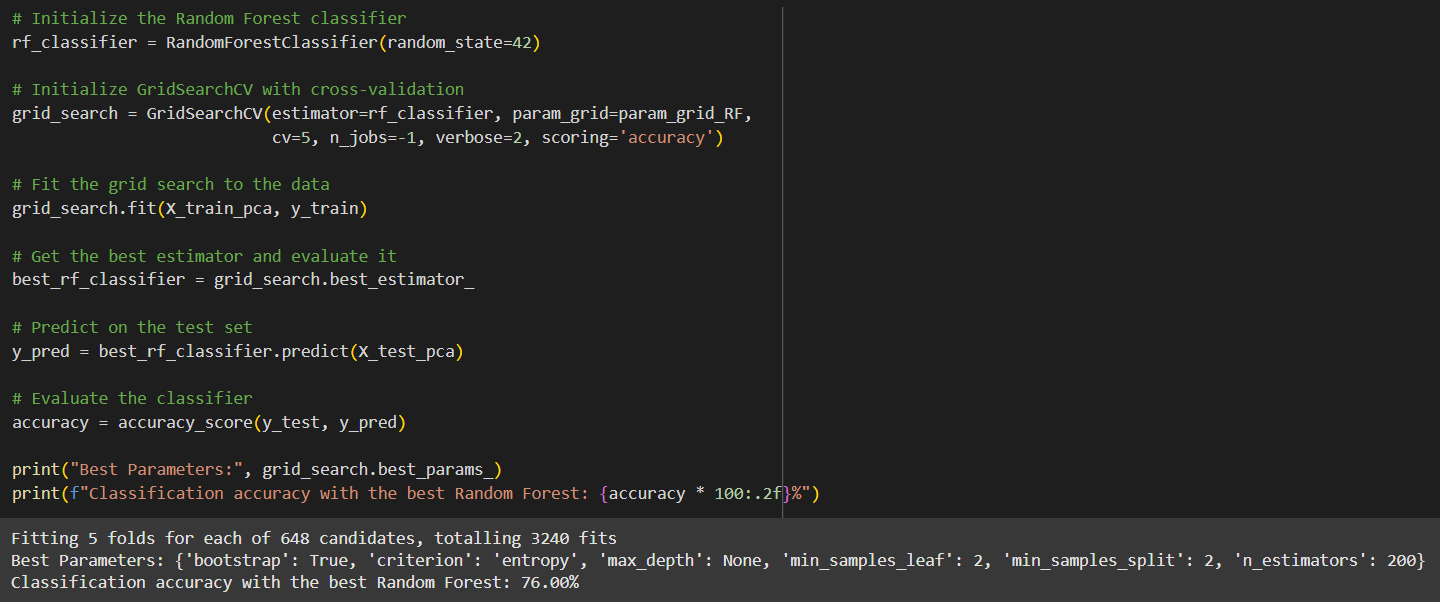 # Initialize the Random Forest classifier
rf_classifier = RandomForestClassifier(random_state=42)
# Initialize GridSearchCV with cross-validation
grid_search = GridSearchCV(estimator=rf_classifier, param_grid=param_grid_RF,
                           cv=5, n_jobs=-1, verbose=2, scoring='accuracy')
# Fit the grid search to the data
grid_search.fit(X_train_pca, y_train)
# Get the best estimator and evaluate it
best_rf_classifier = grid_search.best_estimator_
# Predict on the test set
y_pred = best_rf_classifier.predict(X_test_pca)
# Evaluate the classifier
accuracy = accuracy_score(y_test, y_pred)
print("Best Parameters:", grid_search.best_params_)
print(f"Classification accuracy with the best Random Forest: {accuracy * 100:.2f}%")
Fitting 5 folds for each of 648 candidates, totalling 3240 fits
Best Parameters: {'bootstrap': True, 'criterion': 'entropy', 'max_depth': None, 'min_samples_leaf': 2, 'min_samples_split': 2, 'n_estimators': 200}
Classification accuracy with the best Random Forest: 76.00%